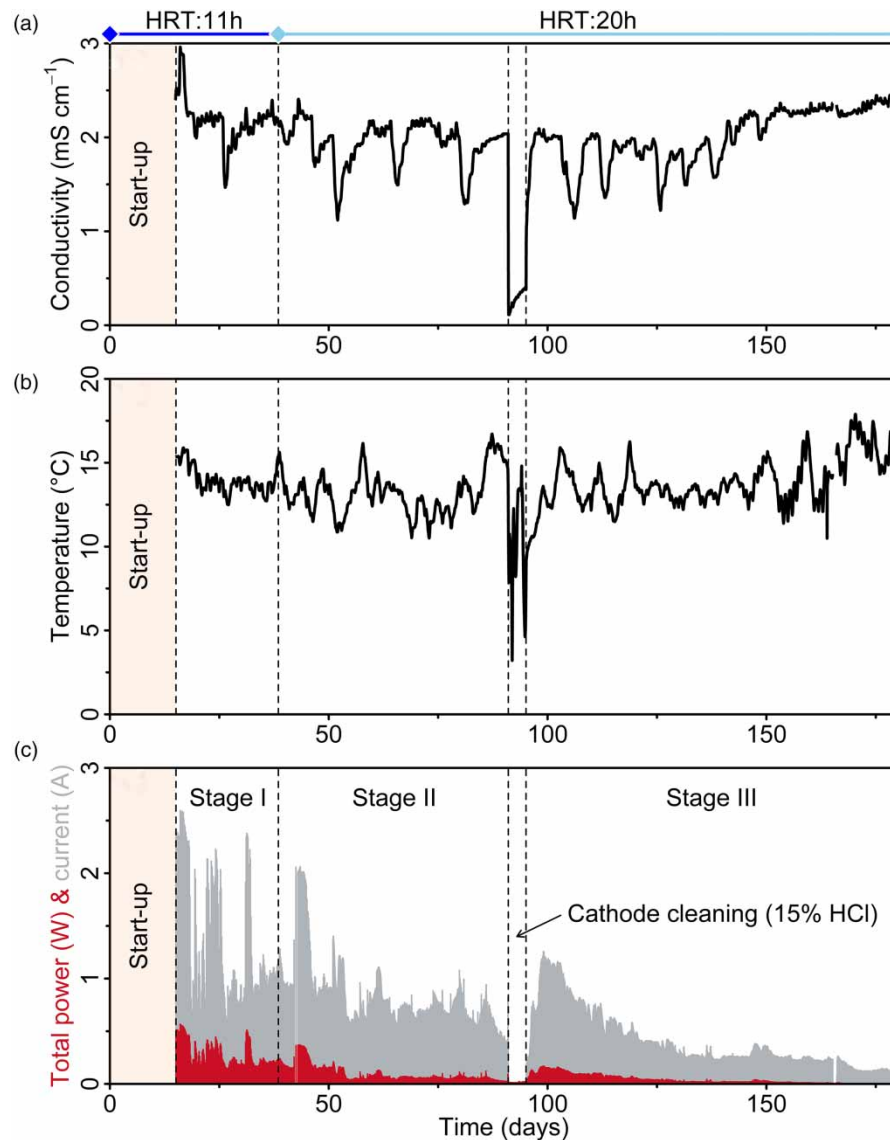 (a)
HRT:11h
HRT:20h
Conductivity (mS cm⁻¹)
3
2
1
0
Start-up
0
50
100
150
(b)
Temperature (°C)
20
15
10
5
0
Start-up
0
50
100
150
(c)
Total power (W) & current (A)
3
2
1
0
Start-up
Stage I
Stage II
Stage III
Cathode cleaning (15% HCl)
0
50
100
150
Time (days)